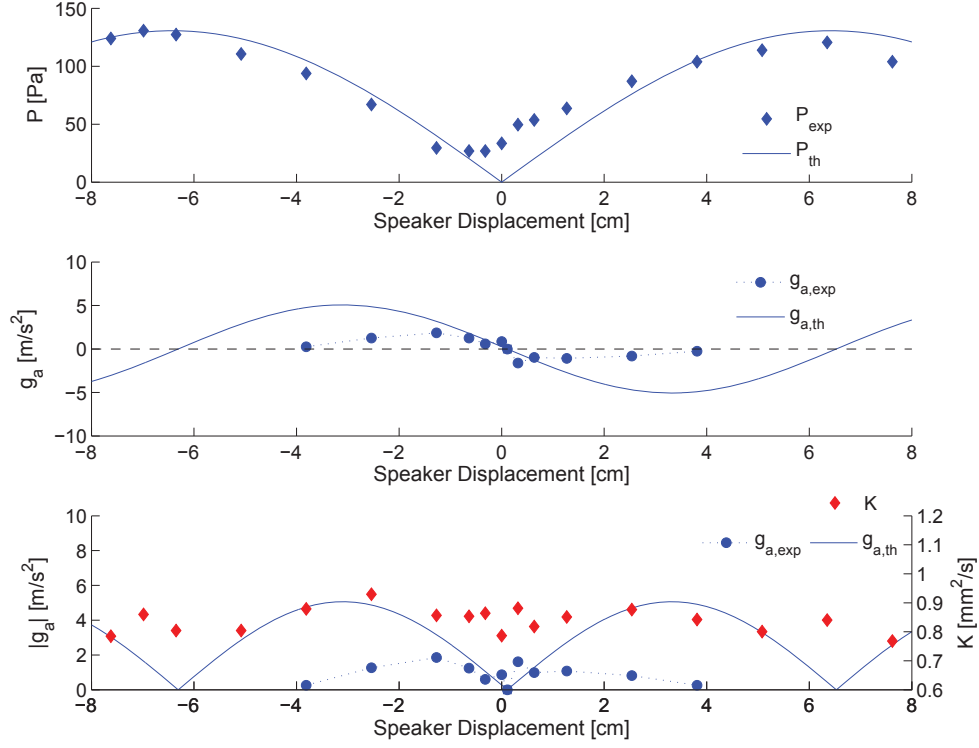 150
100
50
0
P [Pa]
P_exp
P_th
−8 −6 −4 −2 0 2 4 6 8
Speaker Displacement [cm]
10
5
0
−5
−10
g_a [m/s²]
g_a,exp
g_a,th
−8 −6 −4 −2 0 2 4 6 8
Speaker Displacement [cm]
K
g_a,exp g_a,th
10
8
6
4
2
0
|g_a| [m/s²]
1.2
1.1
1
0.9
0.8
0.7
0.6
K [mm²/s]
−8 −6 −4 −2 0 2 4 6 8
Speaker Displacement [cm]